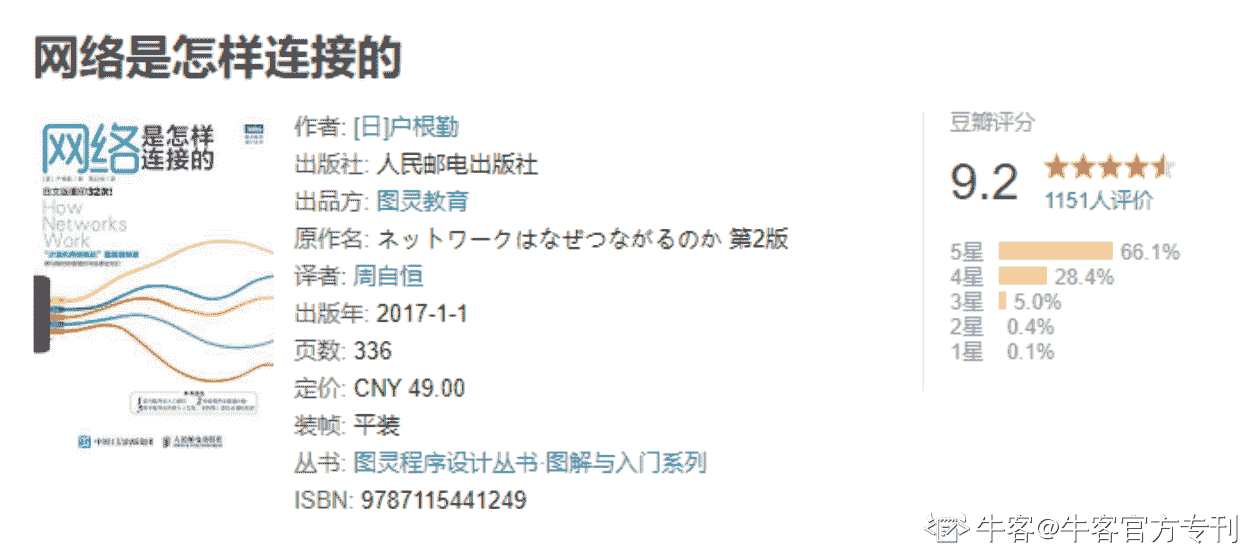 网络是怎样连接的
网络是怎样
连接的
How
Networks
Work
作者: [日]户根勤
出版社: 人民邮电出版社
出品方: 图灵教育
原作名: ネットワークはなぜつながるのか 第2版
译者: 周自恒
出版年: 2017-1-1
页数: 336
定价: CNY 49.00
装帧: 平装
丛书: 图灵程序设计丛书·图解与入门系列
ISBN: 9787115441249
豆瓣评分
9.2
1151人评价
5星 66.1%
4星 28.4%
3星 5.0%
2星 0.4%
1星 0.1%
牛客@牛客官方专刊